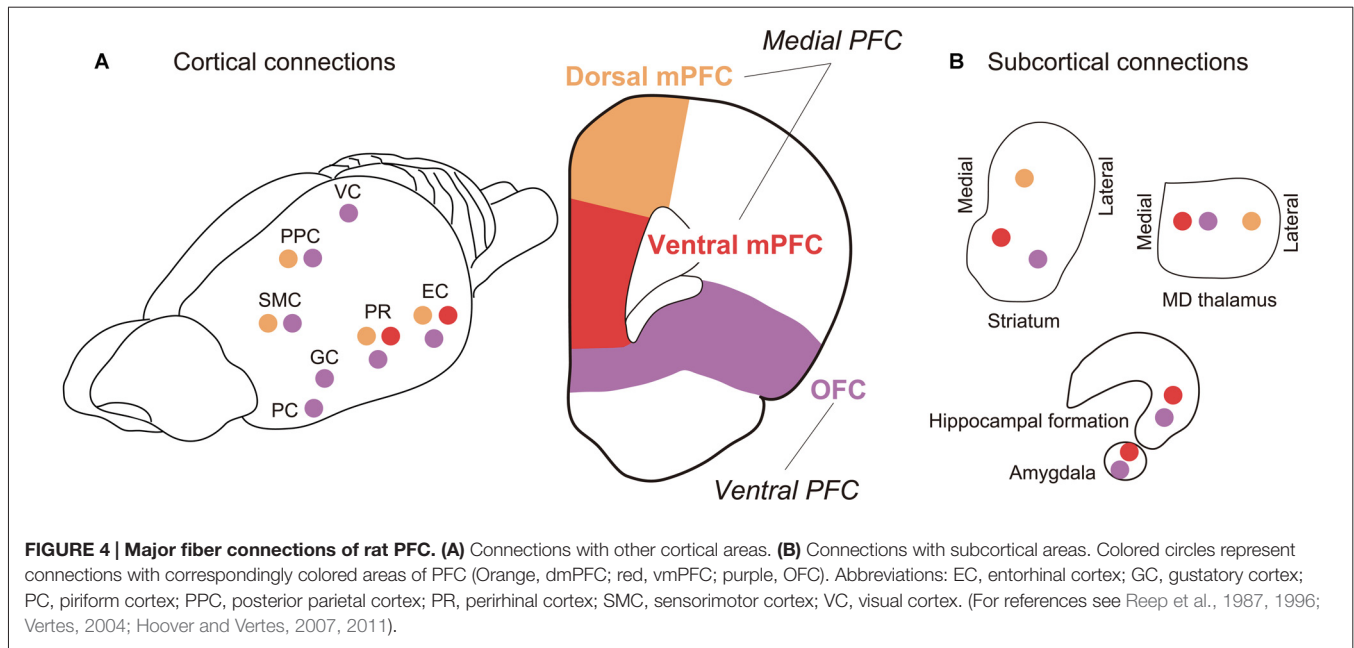 A
Cortical connections
Medial PFC
Dorsal mPFC
B
Subcortical connections
VC
PPC
SMC
PR
EC
GC
PC
Ventral mPFC
OFC
Ventral PFC
Medial
Lateral
Striatum
Medial
Lateral
MD thalamus
Hippocampal formation
Amygdala
FIGURE 4 | Major fiber connections of rat PFC. (A) Connections with other cortical areas. (B) Connections with subcortical areas. Colored circles represent
connections with correspondingly colored areas of PFC (Orange, dmPFC; red, vmPFC; purple, OFC). Abbreviations: EC, entorhinal cortex; GC, gustatory cortex;
PC, piriform cortex; PPC, posterior parietal cortex; PR, perirhinal cortex; SMC, sensorimotor cortex; VC, visual cortex. (For references see Reep et al., 1987, 1996;
Vertes, 2004; Hoover and Vertes, 2007, 2011).